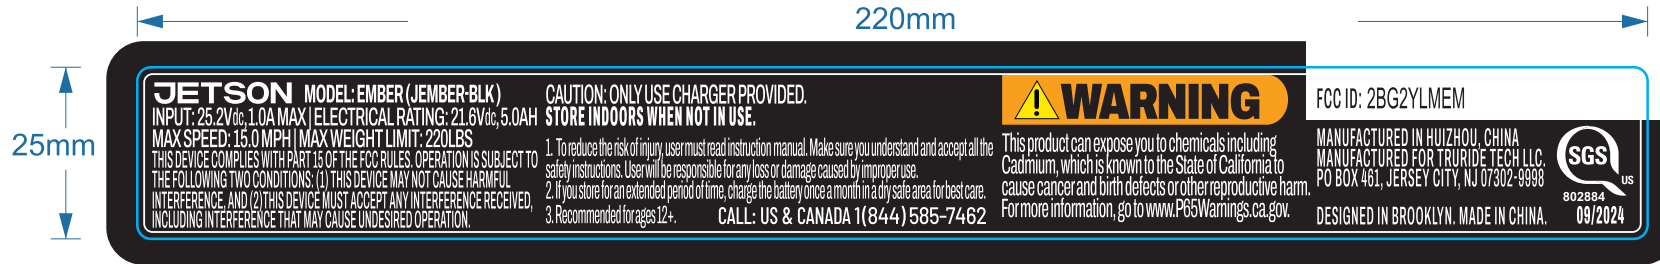 220mm
25mm
JETSON MODEL: EMBER (JEMBER-BLK)
INPUT: 25.2Vdc, 1.0A MAX | ELECTRICAL RATING: 21.6Vdc, 5.0AH
MAX SPEED: 15.0 MPH | MAX WEIGHT LIMIT: 220LBS
THIS DEVICE COMPLIES WITH PART 15 OF THE FCC RULES. OPERATION IS SUBJECT TO
THE FOLLOWING TWO CONDITIONS: (1) THIS DEVICE MAY NOT CAUSE HARMFUL
INTERFERENCE, AND (2)THIS DEVICE MUST ACCEPT ANY INTERFERENCE RECEIVED,
INCLUDING INTERFERENCE THAT MAY CAUSE UNDESIRED OPERATION.
CAUTION: ONLY USE CHARGER PROVIDED.
STORE INDOORS WHEN NOT IN USE.
1. To reduce the risk of injury, user must read instruction manual. Make sure you understand and accept all the
safety instructions. User will be responsible for any loss or damage caused by improper use.
2. If you store for an extended period of time, charge the battery once a month in a dry safe area for best care.
3. Recommended for ages 12+.
CALL: US & CANADA 1(844) 585-7462
WARNING
This product can expose you to chemicals including
Cadmium, which is known to the State of California to
cause cancer and birth defects or other reproductive harm.
For more information, go to www.P65Warnings.ca.gov.
FCC ID: 2BG2YLMEM
MANUFACTURED IN HUIZHOU, CHINA
MANUFACTURED FOR TRURIDE TECH LLC.
PO BOX 461, JERSEY CITY, NJ 07302-9998
DESIGNED IN BROOKLYN. MADE IN CHINA.
SGS
US
802884
09/2024